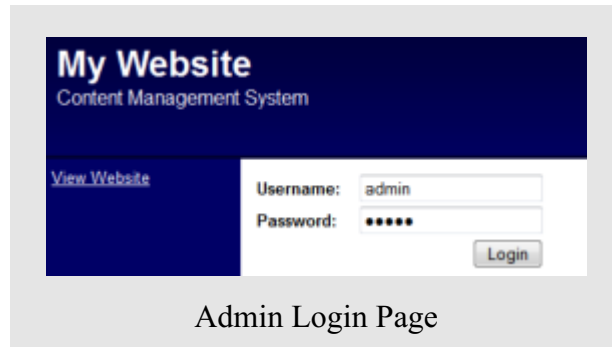 My Website
Content Management System
View Website
Username: admin
Password: •••••
Login
Admin Login Page